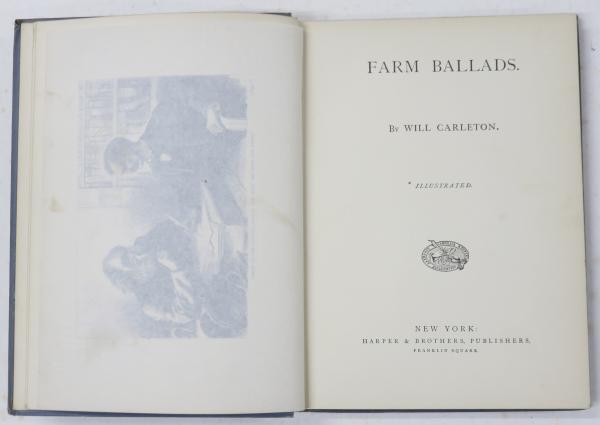 FARM BALLADS.
By WILL CARLETON.
ILLUSTRATED.
NEW YORK:
HARPER & BROTHERS, PUBLISHERS,
FRANKLIN SQUARE.